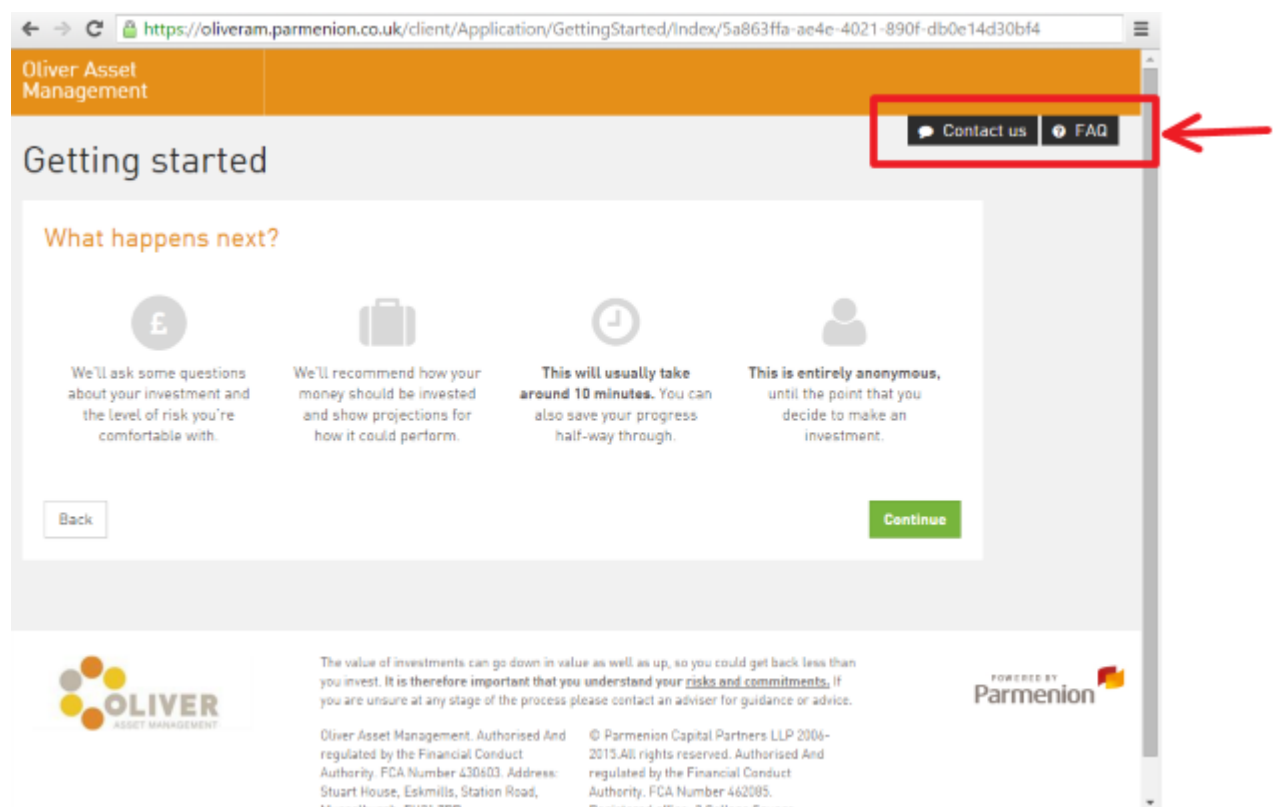 https://oliveram.parmenion.co.uk/client/Application/GettingStarted/Index/5a863ffa-ae4e-4021-890f-db0e14d30bf4
Oliver Asset
Management
Contact us
FAQ
Getting started
What happens next?
£
We'll ask some questions
about your investment and
the level of risk you're
comfortable with.
We'll recommend how your
money should be invested
and show projections for
how it could perform.
This will usually take
around 10 minutes. You can
also save your progress
half-way through.
This is entirely anonymous,
until the point that you
decide to make an
investment.
Back
Continue
OLIVER
ASSET MANAGEMENT
The value of investments can go down in value as well as up, so you could get back less than
you invest. It is therefore important that you understand your risks and commitments. If
you are unsure at any stage of the process please contact an adviser for guidance or advice.
Oliver Asset Management. Authorised And
regulated by the Financial Conduct
Authority. FCA Number 430603. Address:
Stuart House, Eskmills, Station Road,
© Parmenion Capital Partners LLP 2006-
2015.All rights reserved. Authorised And
regulated by the Financial Conduct
Authority. FCA Number 462085.
POWERED BY
Parmenion